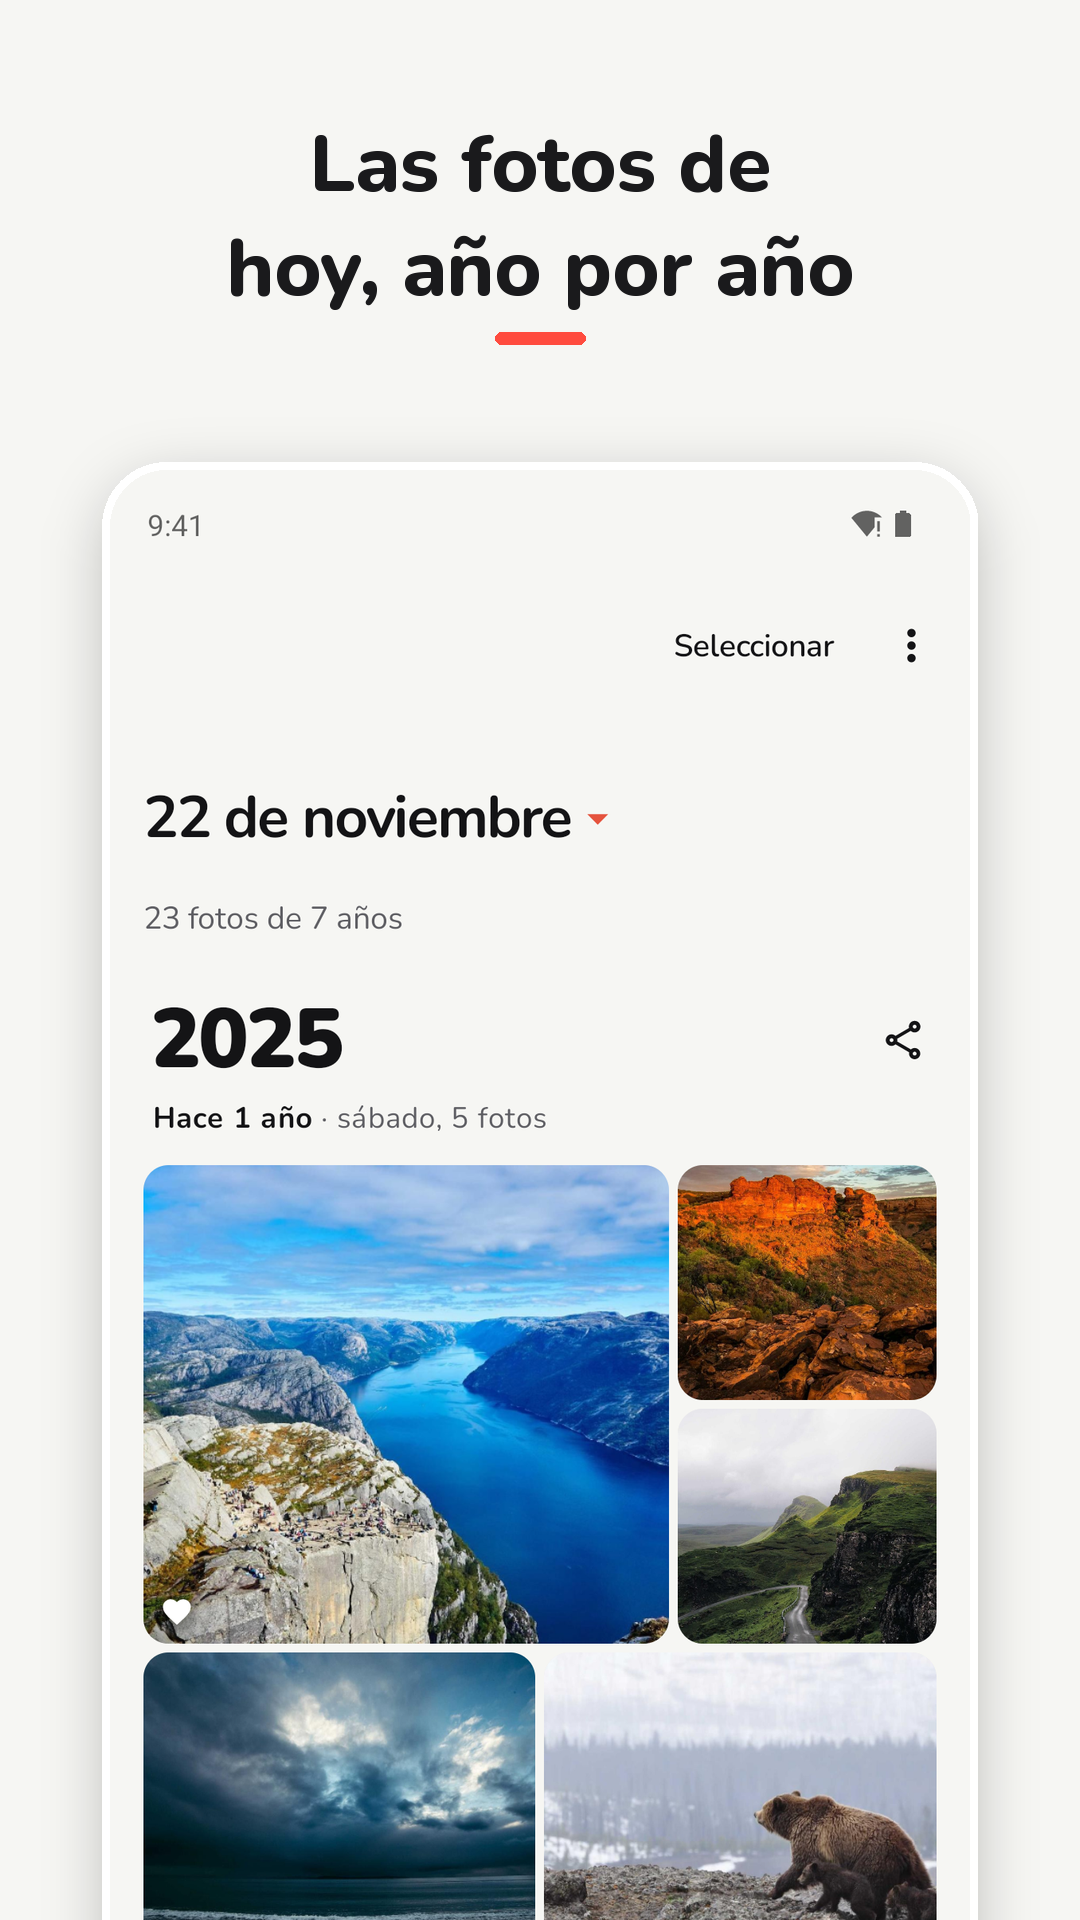 Las fotos de
hoy, año por año
9:41
Seleccionar
22 de noviembre
23 fotos de 7 años
2025
Hace 1 año · sábado, 5 fotos